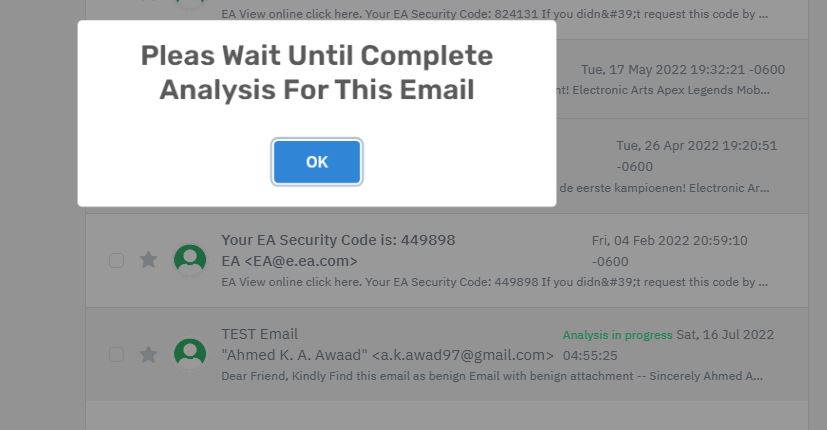 EA View online click here. Your EA Security Code: 824131 If you didn&#39;t request this code by ...
Pleas Wait Until Complete
Analysis For This Email
OK
Tue, 17 May 2022 19:32:21 -0600
nt! Electronic Arts Apex Legends Mob...
Tue, 26 Apr 2022 19:20:51
-0600
de eerste kampioenen! Electronic Ar...
Your EA Security Code is: 449898
Fri, 04 Feb 2022 20:59:10
EA <EA@e.ea.com>
-0600
EA View online click here. Your EA Security Code: 449898 If you didn&#39;t request this code by ...
TEST Email
Analysis in progress Sat, 16 Jul 2022
"Ahmed K. A. Awaad" <a.k.awad97@gmail.com>
04:55:25
Dear Friend, Kindly Find this email as benign Email with benign attachment -- Sincerely Ahmed A...